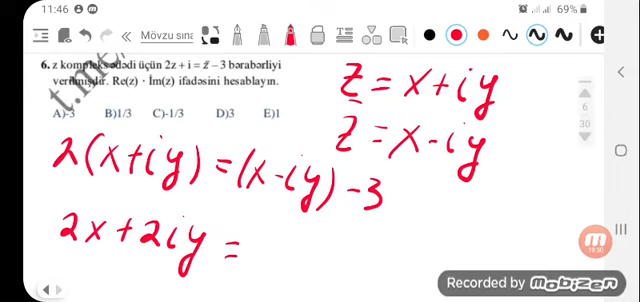 11:46 69%
Mövzu sına
6. z kompleks ədədi üçün 2z + i = z̄ − 3 bərabərliyi
verilmişdir. Re(z) · İm(z) ifadəsini hesablayın.
A)-3 B)1/3 C)-1/3 D)3 E)1
z = x + iy
z̄ = x - iy
2(x+iy) = (x-iy) -3
2x + 2iy =
6
30
Recorded by mobizen